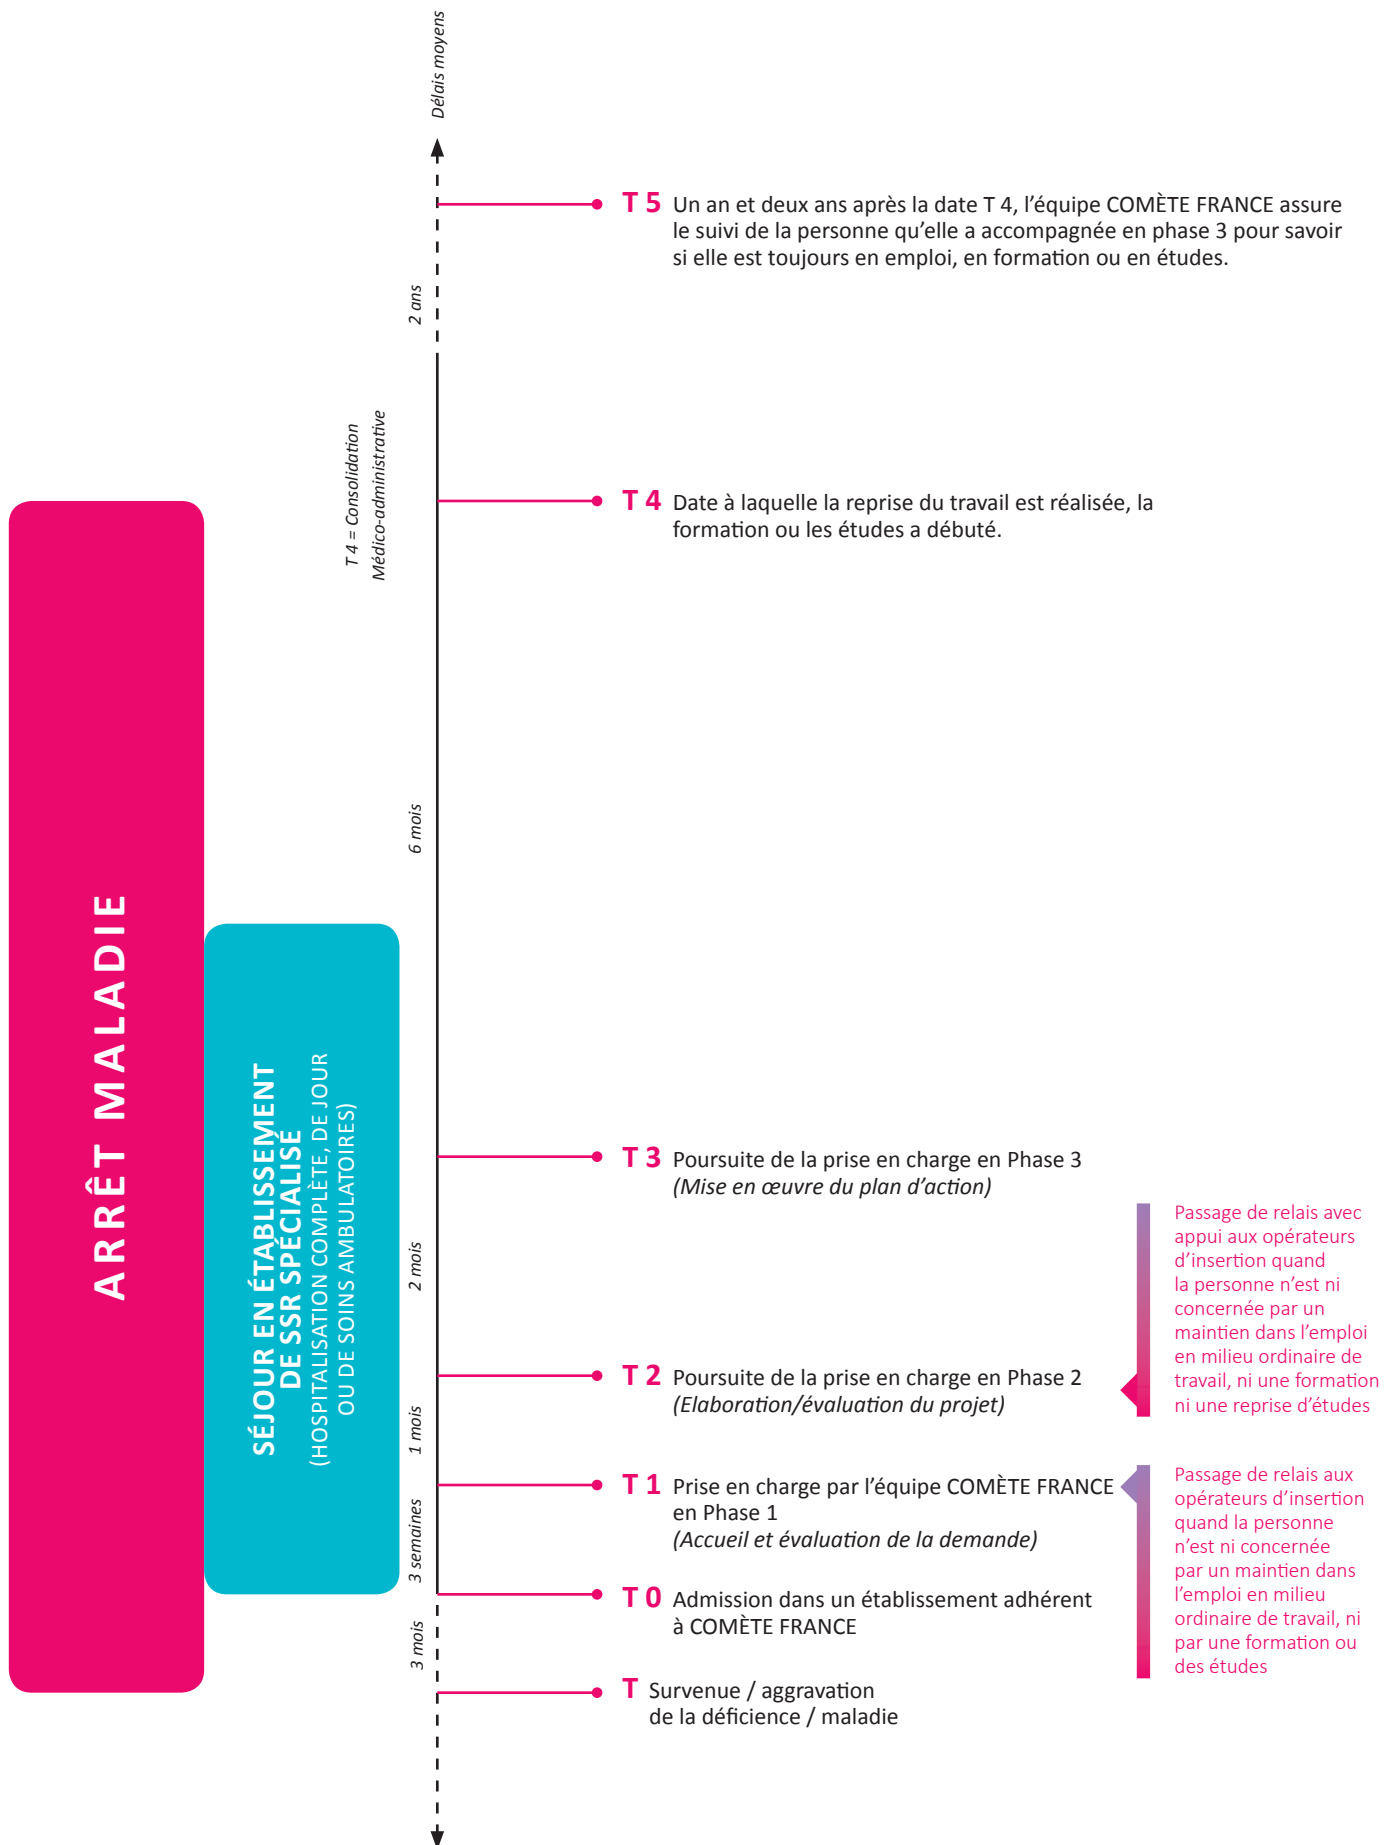 Délais moyens
T 5 Un an et deux ans après la date T 4, l’équipe COMÈTE FRANCE assure
le suivi de la personne qu’elle a accompagnée en phase 3 pour savoir
si elle est toujours en emploi, en formation ou en études.
2 ans
T 4 = Consolidation
Médico-administrative
T 4 Date à laquelle la reprise du travail est réalisée, la
formation ou les études a débuté.
6 mois
ARRÊT MALADIE
SÉJOUR EN ÉTABLISSEMENT
DE SSR SPÉCIALISÉ
(HOSPITALISATION COMPLÈTE, DE JOUR
OU DE SOINS AMBULATOIRES)
T 3 Poursuite de la prise en charge en Phase 3
(Mise en œuvre du plan d’action)
2 mois
Passage de relais avec
appui aux opérateurs
d’insertion quand
la personne n’est ni
concernée par un
maintien dans l’emploi
en milieu ordinaire de
travail, ni une formation
ni une reprise d’études
T 2 Poursuite de la prise en charge en Phase 2
(Elaboration/évaluation du projet)
1 mois
T 1 Prise en charge par l’équipe COMÈTE FRANCE
en Phase 1
(Accueil et évaluation de la demande)
Passage de relais aux
opérateurs d’insertion
quand la personne
n’est ni concernée
par un maintien dans
l’emploi en milieu
ordinaire de travail, ni
par une formation ou
des études
3 semaines
T 0 Admission dans un établissement adhérent
à COMÈTE FRANCE
3 mois
T Survenue / aggravation
de la déficience / maladie